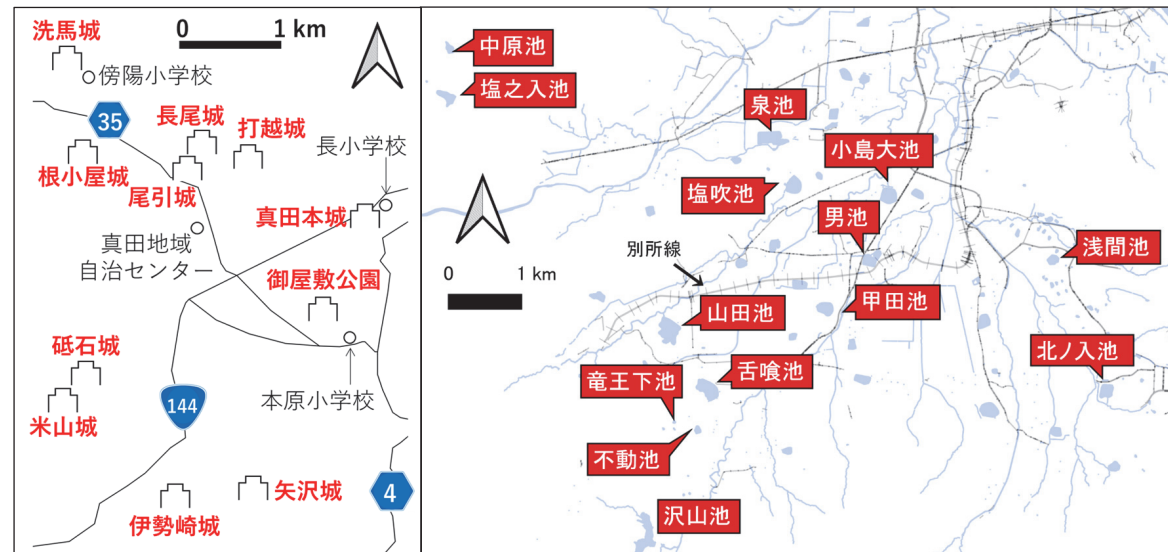 洗馬城
0 1 km
傍陽小学校
35
長尾城
打越城
長小学校
根小屋城
尾引城
真田本城
真田地域
自治センター
御屋敷公園
砥石城
144
本原小学校
米山城
矢沢城
4
伊勢崎城
中原池
塩之入池
泉池
小島大池
塩吹池
男池
別所線
浅間池
0 1 km
山田池
甲田池
北ノ入池
竜王下池
舌喰池
不動池
沢山池